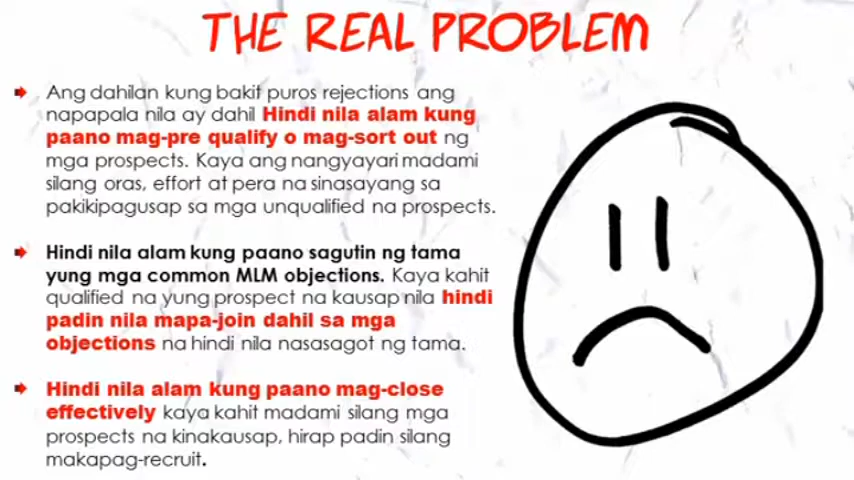 THE REAL PROBLEM
Ang dahilan kung bakit puros rejections ang
napapala nila ay dahil Hindi nila alam kung
paano mag-pre qualify o mag-sort out ng
mga prospects. Kaya ang nangyayari madami
silang oras, effort at pera na sinasayang sa
pakikipagusap sa mga unqualified na prospects.
Hindi nila alam kung paano sagutin ng tama
yung mga common MLM objections. Kaya kahit
qualified na yung prospect na kausap nila hindi
padin nila mapa-join dahil sa mga
objections na hindi nila nasasagot ng tama.
Hindi nila alam kung paano mag-close
effectively kaya kahit madami silang mga
prospects na kinakausap, hirap padin silang
makapag-recruit.